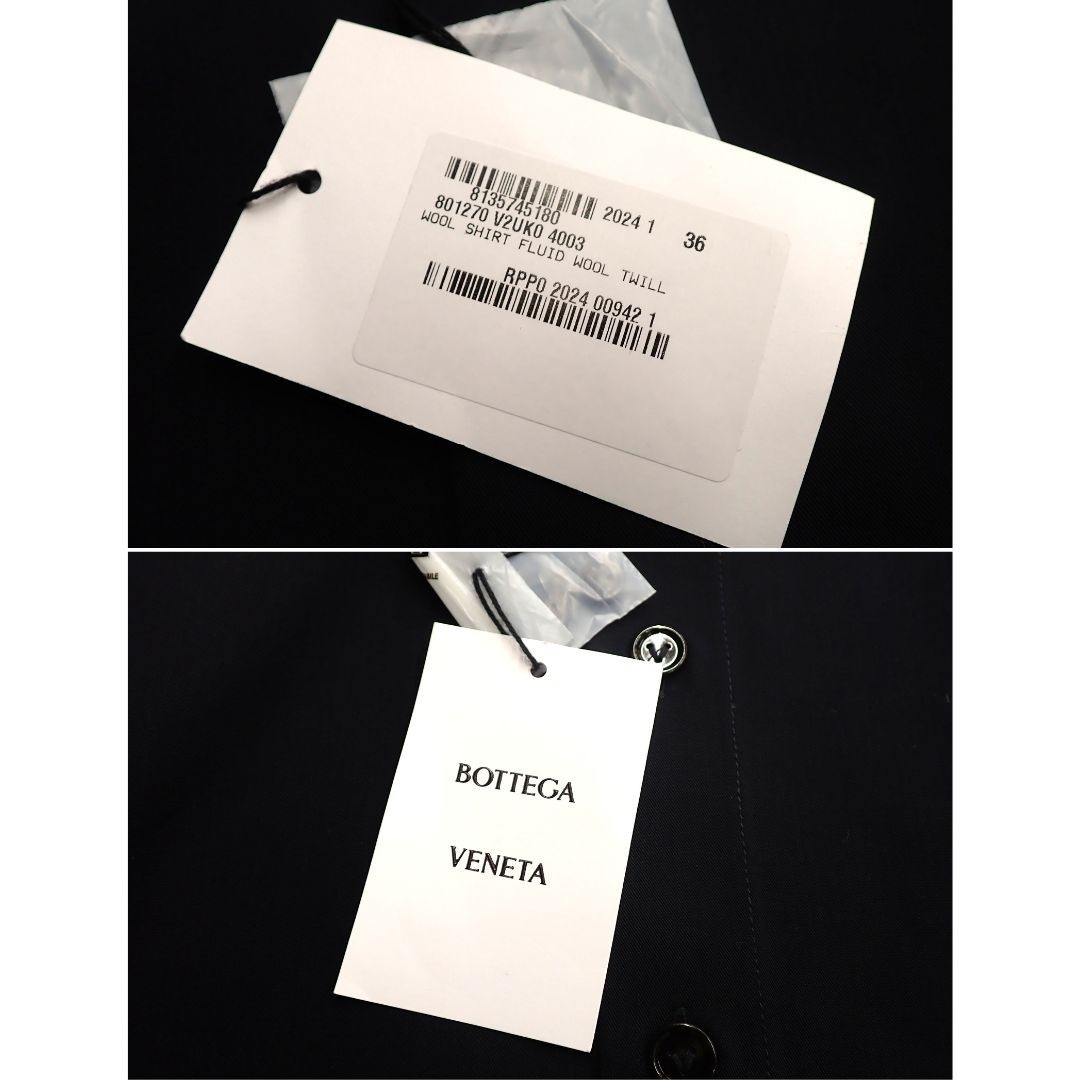 8135745180 2024 1 36
801270 V2UK0 4003
WOOL SHIRT FLUID WOOL TWILL
RPP0 2024 00942 1
BOTTEGA
VENETA